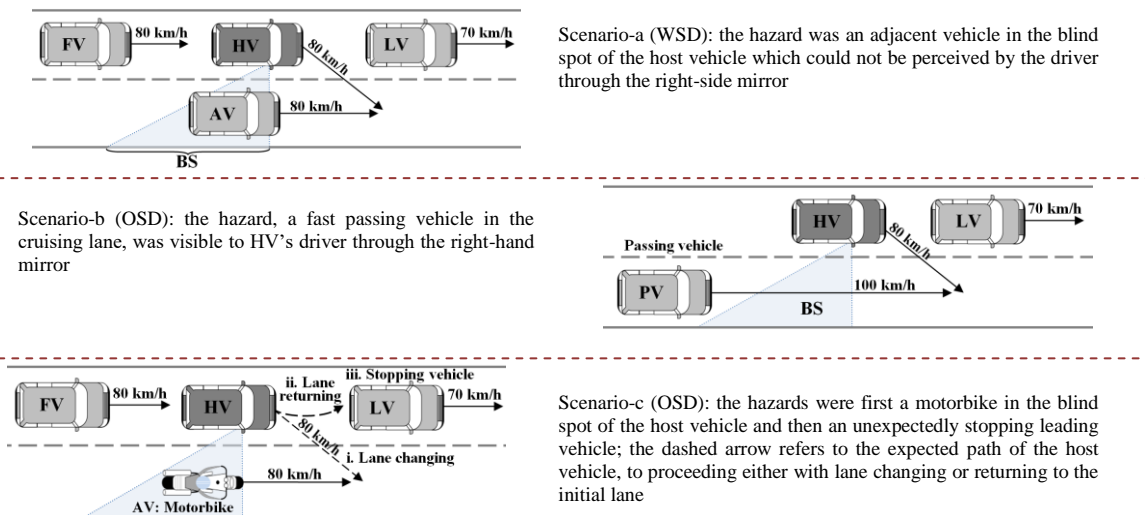 FV 80 km/h HV 80 km/h LV 70 km/h
AV 80 km/h
BS
Scenario-a (WSD): the hazard was an adjacent vehicle in the blind
spot of the host vehicle which could not be perceived by the driver
through the right-side mirror
Scenario-b (OSD): the hazard, a fast passing vehicle in the
cruising lane, was visible to HV's driver through the right-hand
mirror
HV 80 km/h LV 70 km/h
Passing vehicle
PV 100 km/h
BS
iii. Stopping vehicle
FV 80 km/h HV ii. Lane
returning LV 70 km/h
80 km/h
i. Lane changing
80 km/h
AV: Motorbike
Scenario-c (OSD): the hazards were first a motorbike in the blind
spot of the host vehicle and then an unexpectedly stopping leading
vehicle; the dashed arrow refers to the expected path of the host
vehicle, to proceeding either with lane changing or returning to the
initial lane